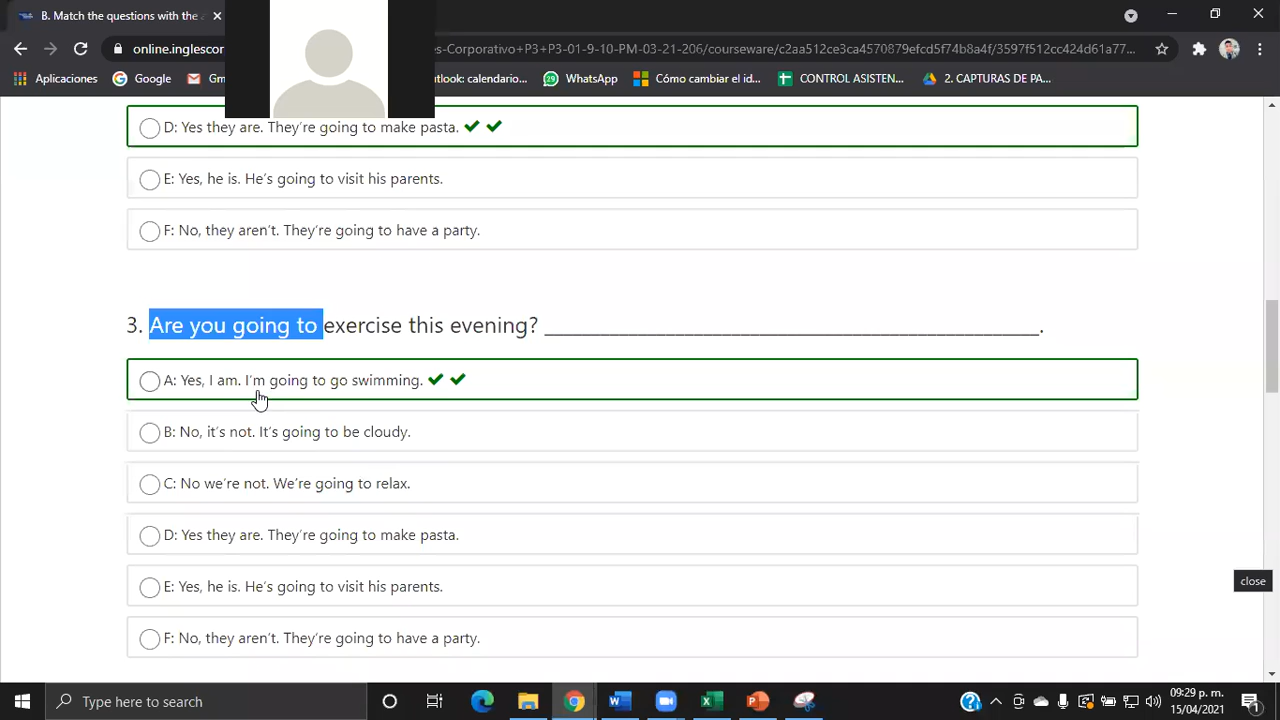 B. Match the questions with the a
online.inglescor
es-Corporativo+P3+P3-01-9-10-PM-03-21-206/courseware/c2aa512ce3ca4570879efcd5f74b8a4f/3597f512cc424d61a77...
Aplicaciones
Google
Gm
utlook: calendario...
WhatsApp
Cómo cambiar el id...
CONTROL ASISTEN...
2. CAPTURAS DE PA...
D: Yes they are. They're going to make pasta.
E: Yes, he is. He's going to visit his parents.
F: No, they aren't. They're going to have a party.
3. Are you going to exercise this evening? ______________________________________________.
A: Yes, I am. I'm going to go swimming.
B: No, it's not. It's going to be cloudy.
C: No we're not. We're going to relax.
D: Yes they are. They're going to make pasta.
E: Yes, he is. He's going to visit his parents.
close
F: No, they aren't. They're going to have a party.
Type here to search
09:29 p. m.
15/04/2021